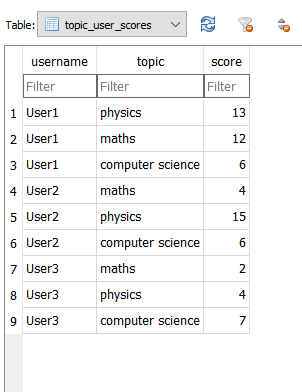 Table: topic_user_scores
username topic score
Filter Filter Filter
1 User1 physics 13
2 User1 maths 12
3 User1 computer science 6
4 User2 maths 4
5 User2 physics 15
6 User2 computer science 6
7 User3 maths 2
8 User3 physics 4
9 User3 computer science 7